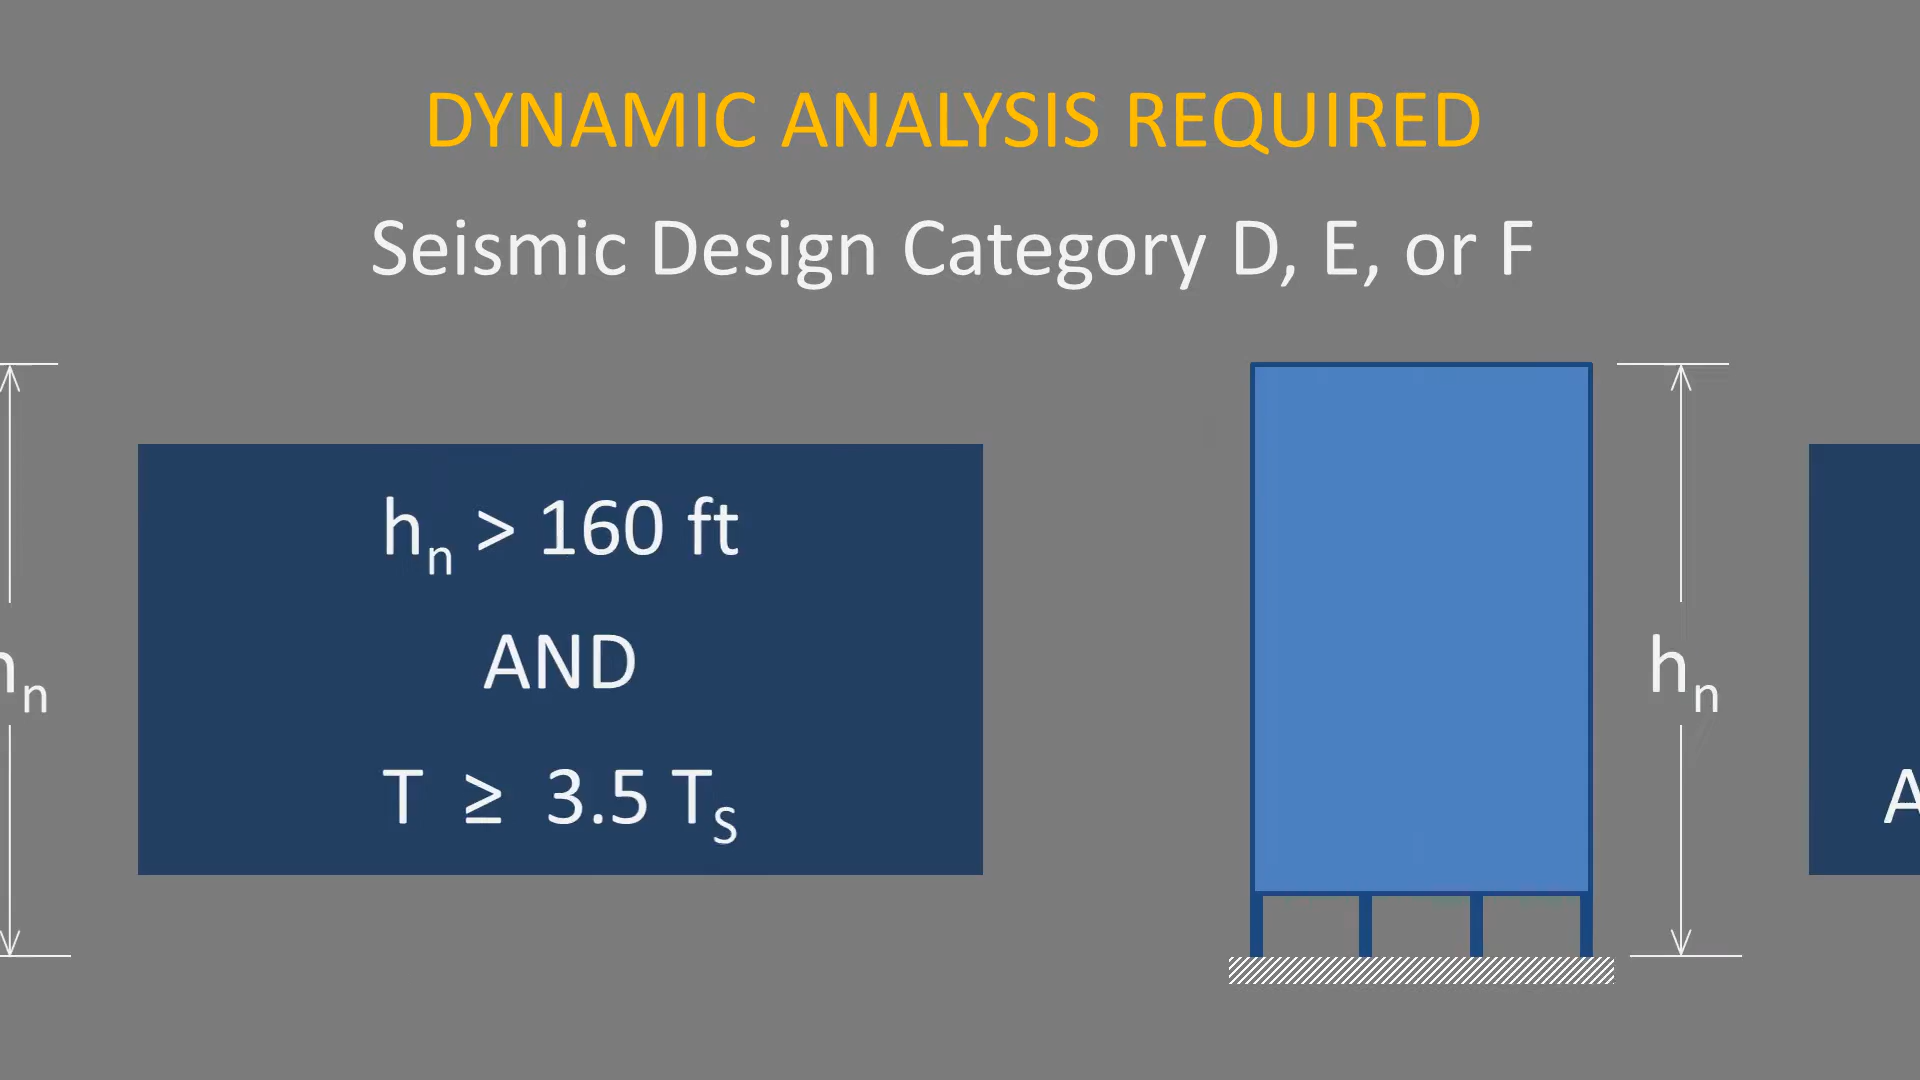 DYNAMIC ANALYSIS REQUIRED
Seismic Design Category D, E, or F
hn > 160 ft
AND
T ≥ 3.5 TS
hn